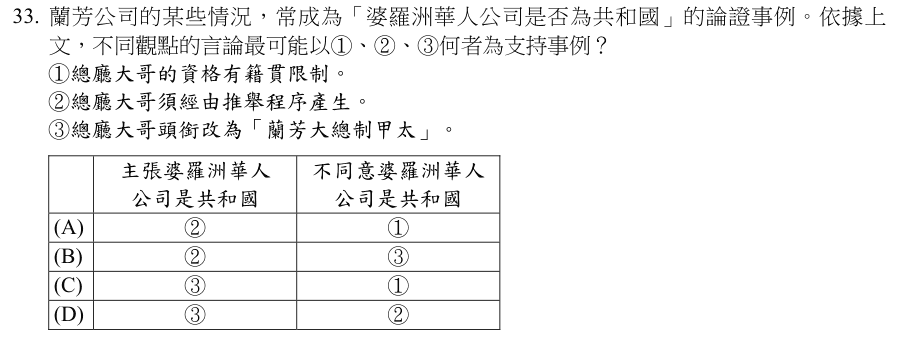 33. 蘭芳公司的某些情況，常成為「婆羅洲華人公司是否為共和國」的論證事例。依據上
文，不同觀點的言論最可能以①、②、③何者為支持事例？
①總廳大哥的資格有籍貫限制。
②總廳大哥須經由推舉程序產生。
③總廳大哥頭銜改為「蘭芳大總制甲太」。
主張婆羅洲華人 不同意婆羅洲華人
公司是共和國 公司是共和國
(A) ② ①
(B) ② ③
(C) ③ ①
(D) ③ ②